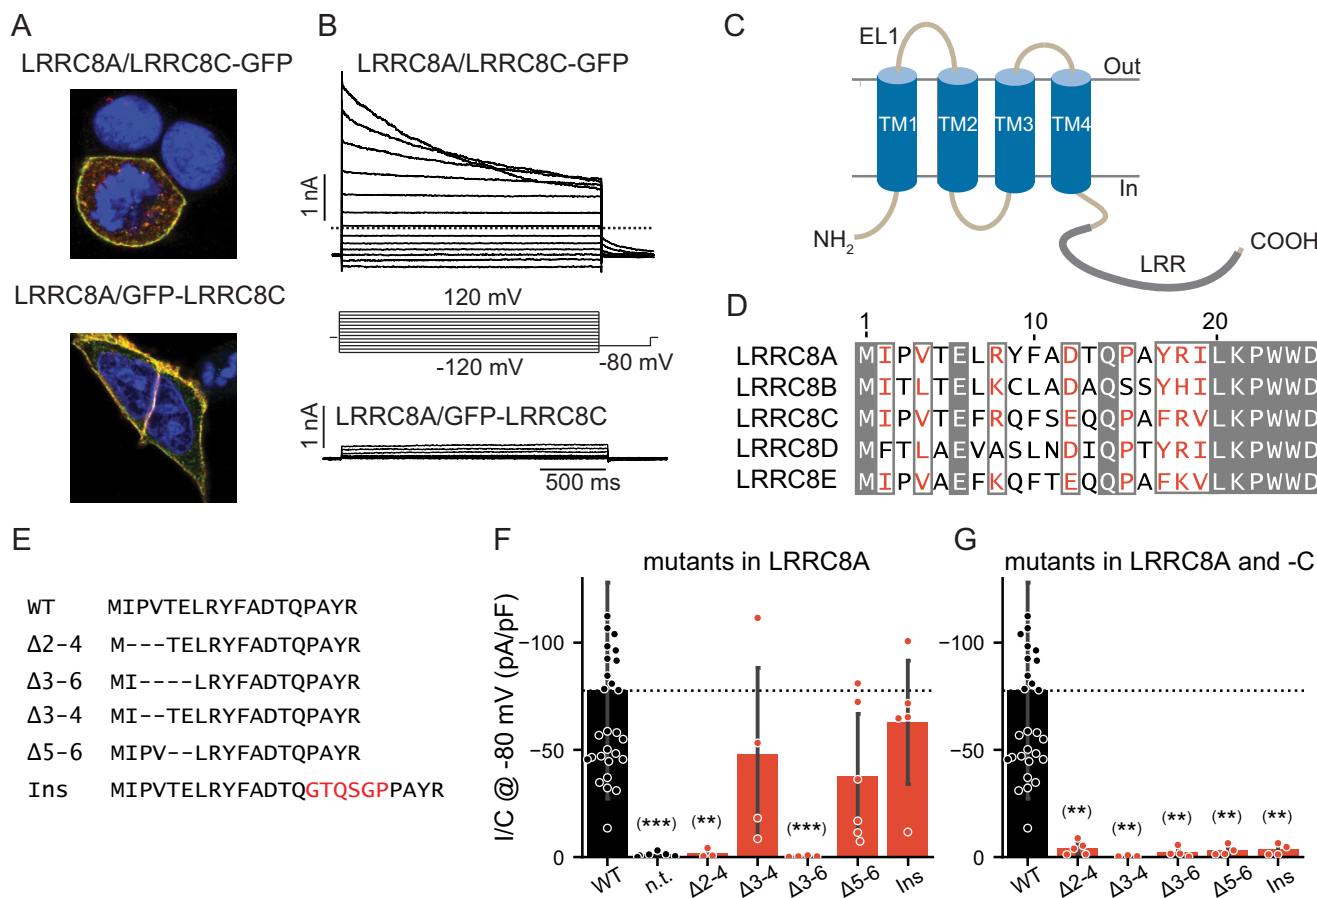 A
LRRC8A/LRRC8C-GFP
LRRC8A/GFP-LRRC8C
B
LRRC8A/LRRC8C-GFP
1 nA
120 mV
-120 mV
-80 mV
1 nA
LRRC8A/GFP-LRRC8C
500 ms
C
EL1
Out
TM1 TM2 TM3 TM4
In
NH2
LRR
COOH
D
1 10 20
LRRC8A MIPVTELRYFADTQPAYRILKPWWD
LRRC8B MITLTELKCLADAQSSYHILKPWWD
LRRC8C MIPVTEFRQFSEQQPAFRVLKPWWD
LRRC8D MFTLAEVASLNDIQPTYRILKPWWD
LRRC8E MIPVAEFKQFTEQQPAFKVLKPWWD
E
WT MIPVTELRYFADTQPAYR
Δ2-4 M---TELRYFADTQPAYR
Δ3-6 MI----LRYFADTQPAYR
Δ3-4 MI--TELRYFADTQPAYR
Δ5-6 MIPV--LRYFADTQPAYR
Ins MIPVTELRYFADTQGTQSGPPAYR
F
mutants in LRRC8A
I/C @ -80 mV (pA/pF)
−100
−50
0
(***) (**) (***)
WT n.t. Δ2-4 Δ3-4 Δ3-6 Δ5-6 Ins
G
mutants in LRRC8A and -C
−100
−50
0
(**) (**) (**) (**) (**)
WT Δ2-4 Δ3-4 Δ3-6 Δ5-6 Ins